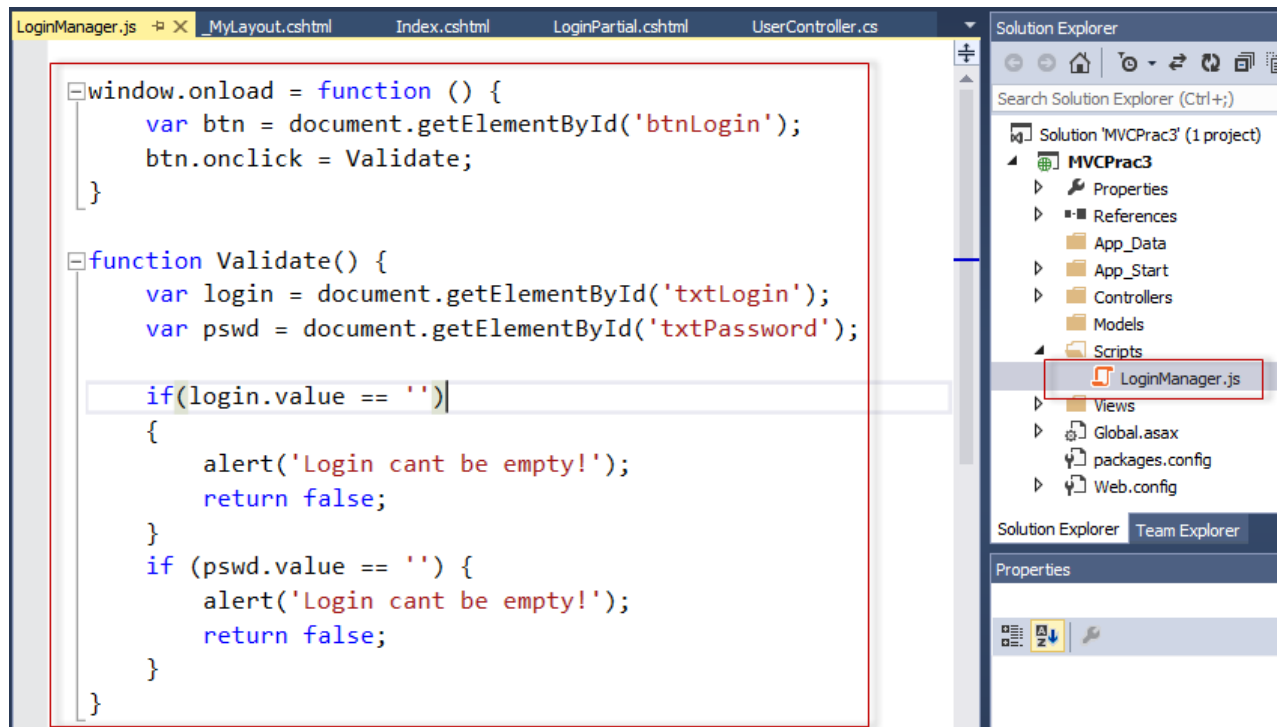 LoginManager.js _MyLayout.cshtml Index.cshtml LoginPartial.cshtml UserController.cs
window.onload = function () {
var btn = document.getElementById('btnLogin');
btn.onclick = Validate;
}
function Validate() {
var login = document.getElementById('txtLogin');
var pswd = document.getElementById('txtPassword');
if(login.value == '')
{
alert('Login cant be empty!');
return false;
}
if (pswd.value == '') {
alert('Login cant be empty!');
return false;
}
}
Solution Explorer
Search Solution Explorer (Ctrl+;)
Solution 'MVCPrac3' (1 project)
MVCPrac3
Properties
References
App_Data
App_Start
Controllers
Models
Scripts
LoginManager.js
Views
Global.asax
packages.config
Web.config
Solution Explorer Team Explorer
Properties